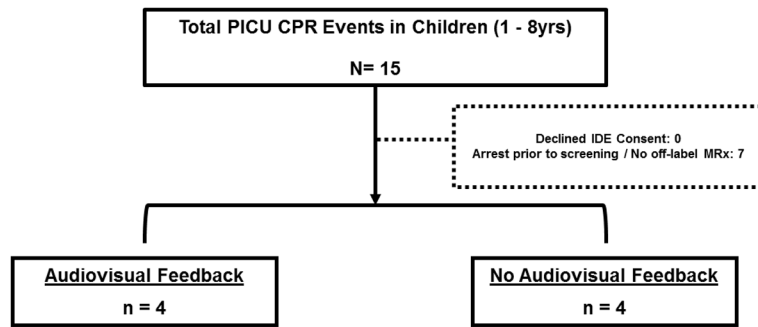 Total PICU CPR Events in Children (1 - 8yrs)
N= 15
Declined IDE Consent: 0
Arrest prior to screening / No off-label MRx: 7
Audiovisual Feedback
n = 4
No Audiovisual Feedback
n = 4